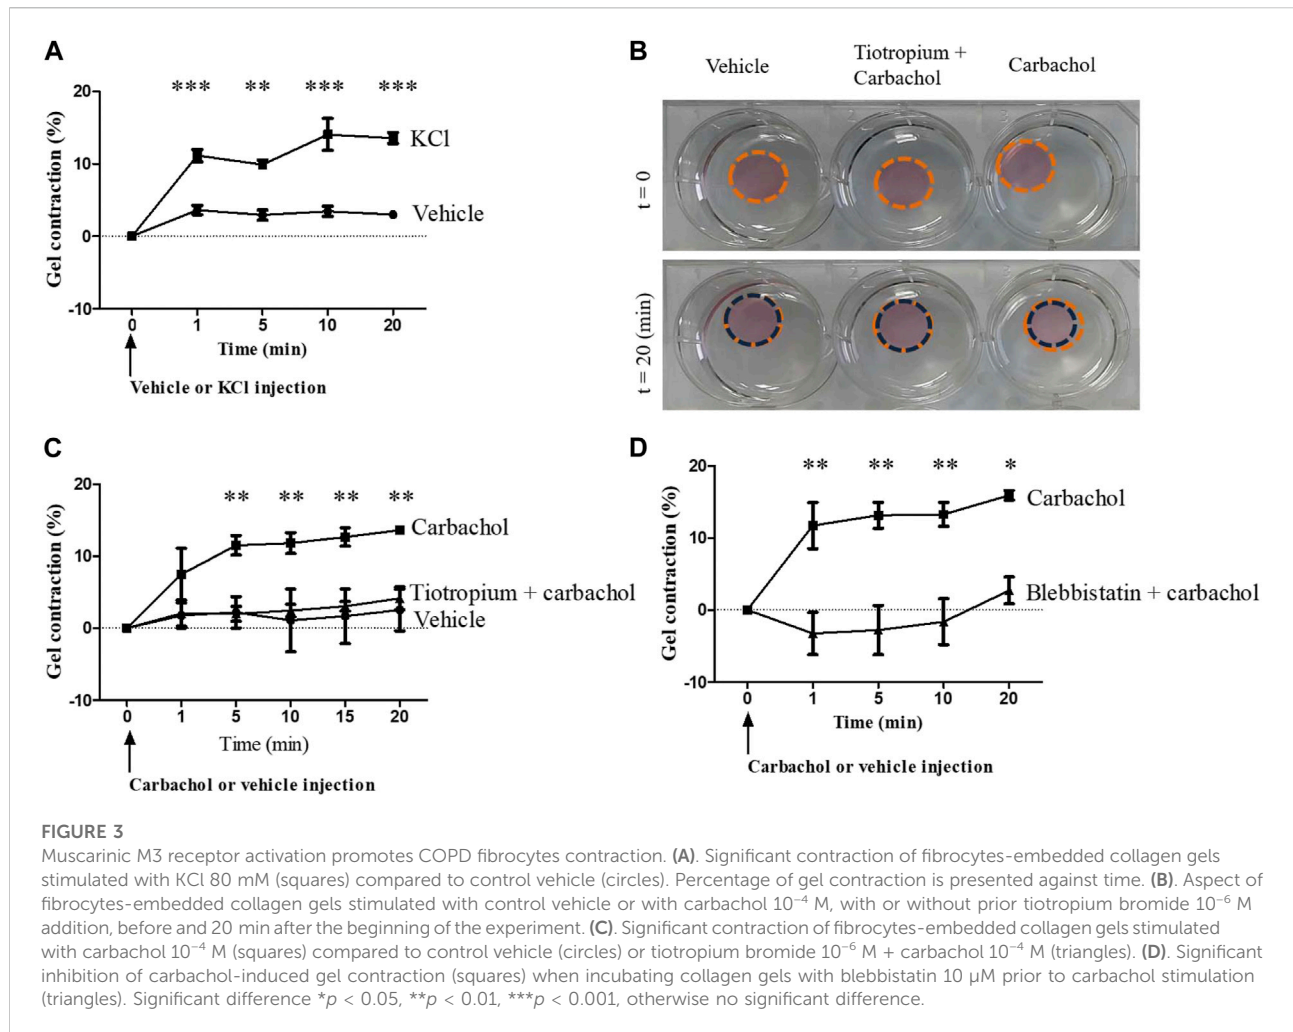 A
20
10
0
-10
Gel contraction (%)
***
**
***
***
KCl
Vehicle
0
1
5
10
20
Time (min)
Vehicle or KCl injection
B
Vehicle
Tiotropium +
Carbachol
Carbachol
t = 0
t = 20 (min)
C
20
10
0
-10
Gel contraction (%)
**
**
**
**
Carbachol
Tiotropium + carbachol
Vehicle
0
1
5
10
15
20
Time (min)
Carbachol or vehicle injection
D
20
10
0
-10
Gel contraction (%)
**
**
**
*
Carbachol
Blebbistatin + carbachol
0
1
5
10
20
Time (min)
Carbachol or vehicle injection
FIGURE 3
Muscarinic M3 receptor activation promotes COPD fibrocytes contraction. (A). Significant contraction of fibrocytes-embedded collagen gels
stimulated with KCl 80 mM (squares) compared to control vehicle (circles). Percentage of gel contraction is presented against time. (B). Aspect of
fibrocytes-embedded collagen gels stimulated with control vehicle or with carbachol 10⁻⁴ M, with or without prior tiotropium bromide 10⁻⁶ M
addition, before and 20 min after the beginning of the experiment. (C). Significant contraction of fibrocytes-embedded collagen gels stimulated
with carbachol 10⁻⁴ M (squares) compared to control vehicle (circles) or tiotropium bromide 10⁻⁶ M + carbachol 10⁻⁴ M (triangles). (D). Significant
inhibition of carbachol-induced gel contraction (squares) when incubating collagen gels with blebbistatin 10 µM prior to carbachol stimulation
(triangles). Significant difference *p < 0.05, **p < 0.01, ***p < 0.001, otherwise no significant difference.